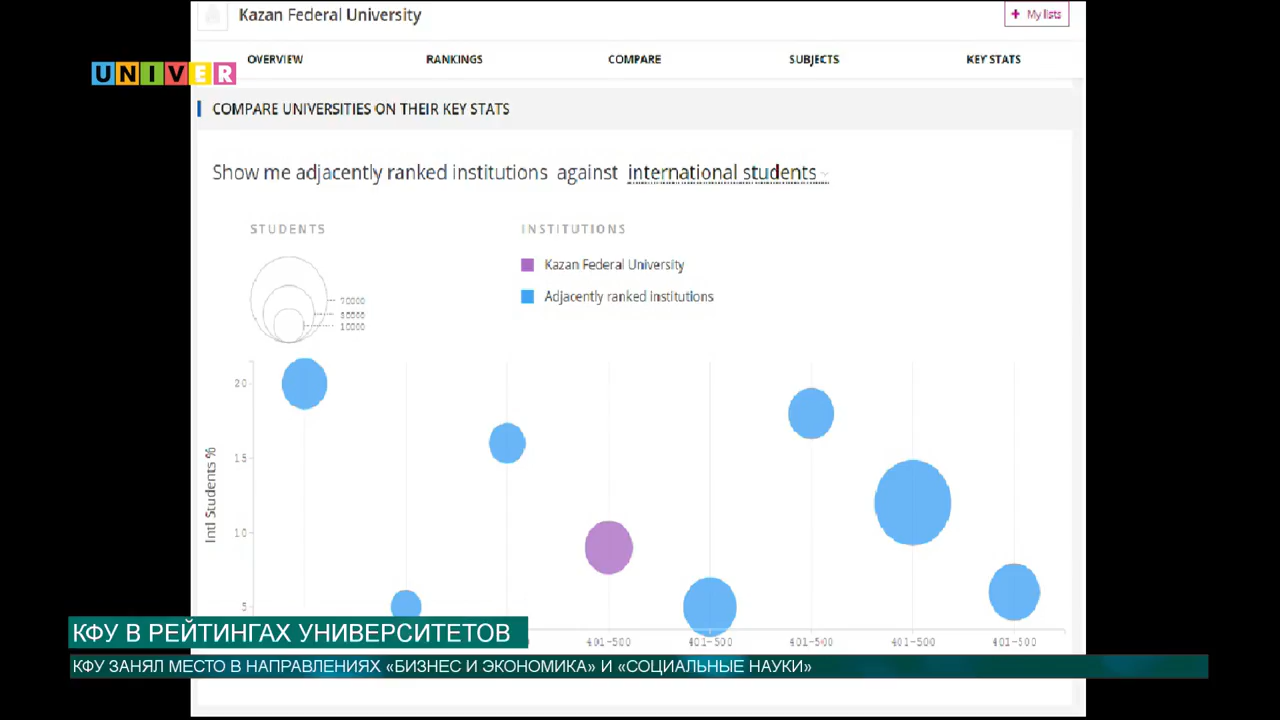 Kazan Federal University
+ My lists
UNIVER
OVERVIEW RANKINGS COMPARE SUBJECTS KEY STATS
COMPARE UNIVERSITIES ON THEIR KEY STATS
Show me adjacently ranked institutions against international students
STUDENTS
INSTITUTIONS
Kazan Federal University
Adjacently ranked institutions
70000
10000
20
15
10
5
Intl Students %
401-500 401-500 401-500 401-500 401-500
КФУ В РЕЙТИНГАХ УНИВЕРСИТЕТОВ
КФУ ЗАНЯЛ МЕСТО В НАПРАВЛЕНИЯХ «БИЗНЕС И ЭКОНОМИКА» И «СОЦИАЛЬНЫЕ НАУКИ»